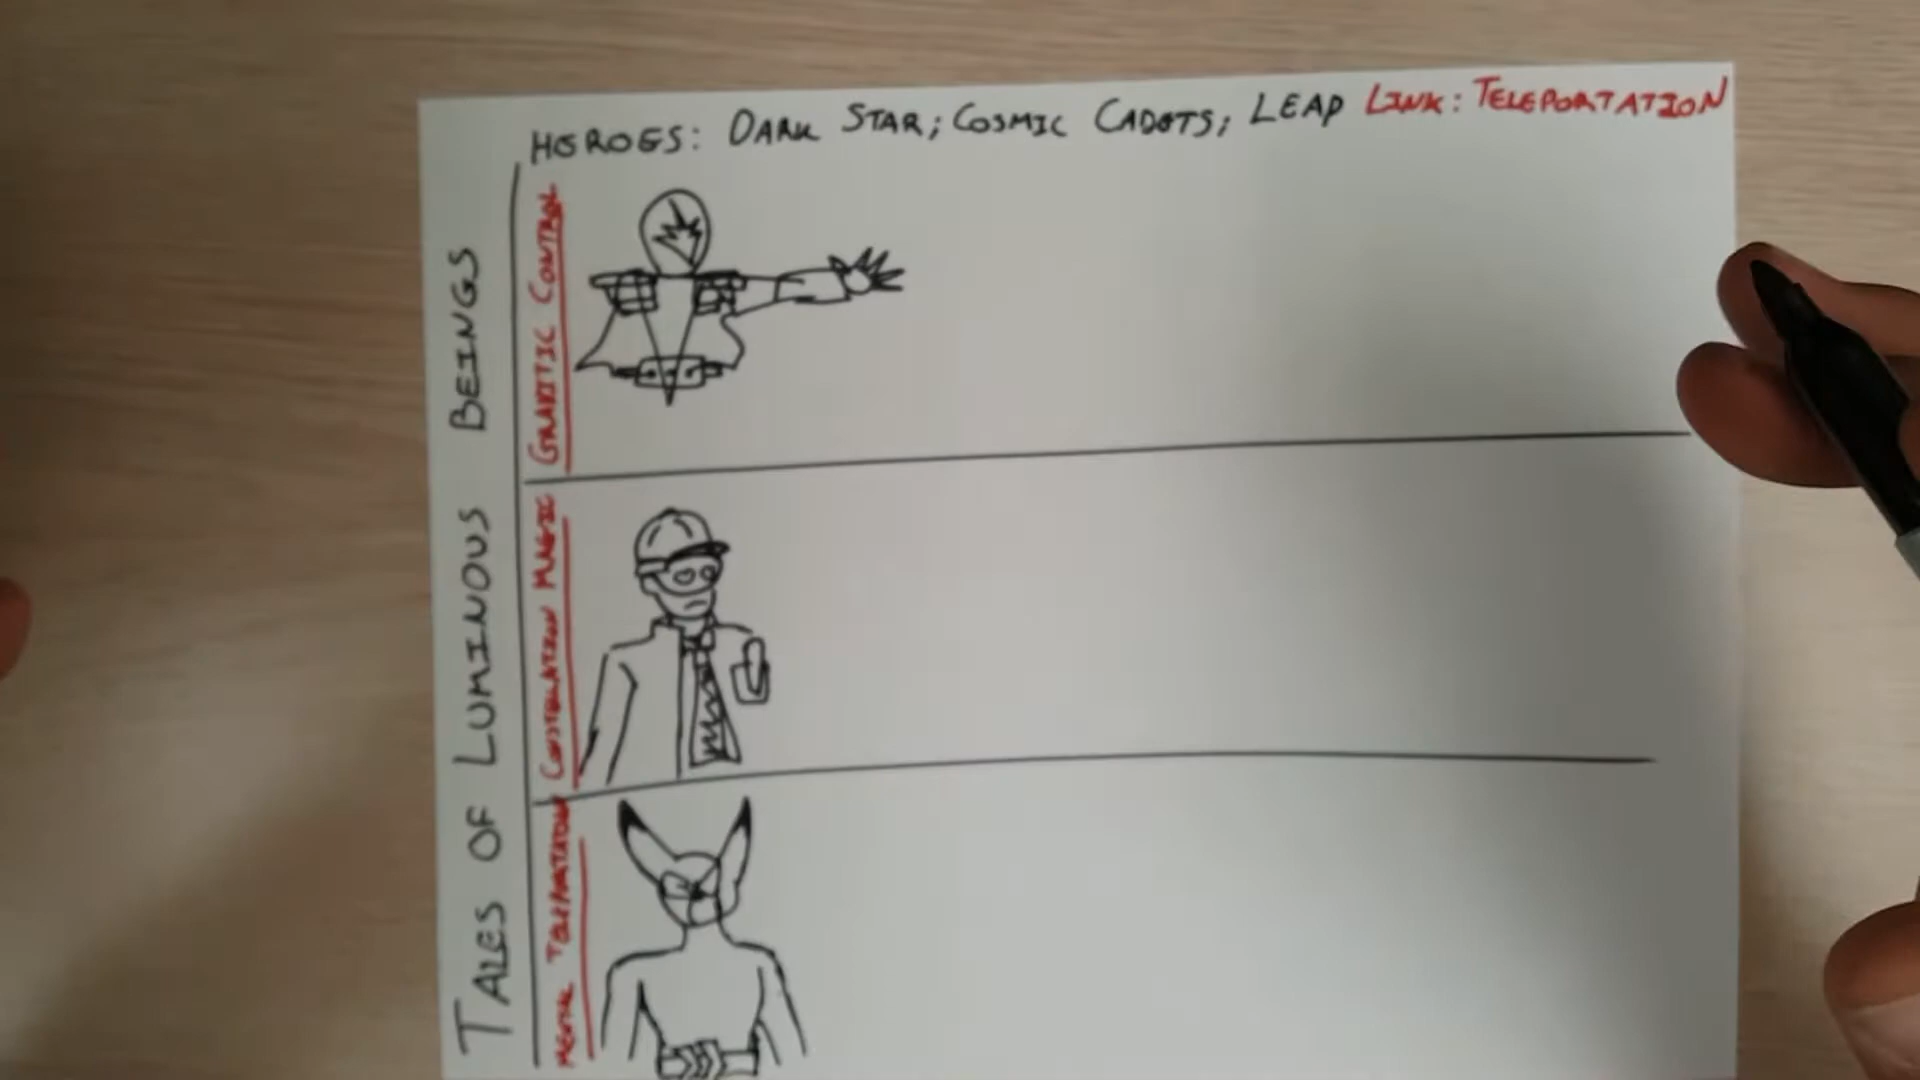 HEROES: DARK STAR; COSMIC CADETS; LEAP LINK: TELEPORTATION
TALES OF LUMINOUS BEINGS
GRAVITIC CONTROL
CONSTELLATION MAGIC
MENTAL TELEPORTATION